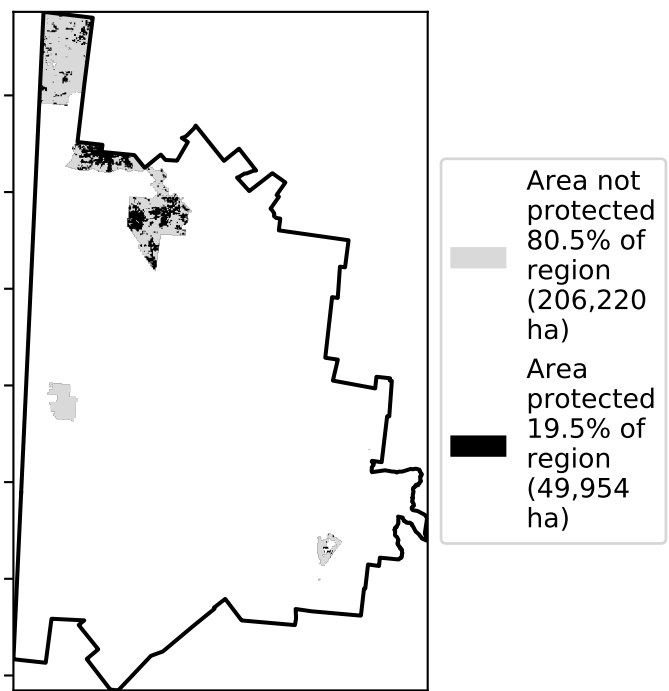 Area not
protected
80.5% of
region
(206,220
ha)
Area
protected
19.5% of
region
(49,954
ha)